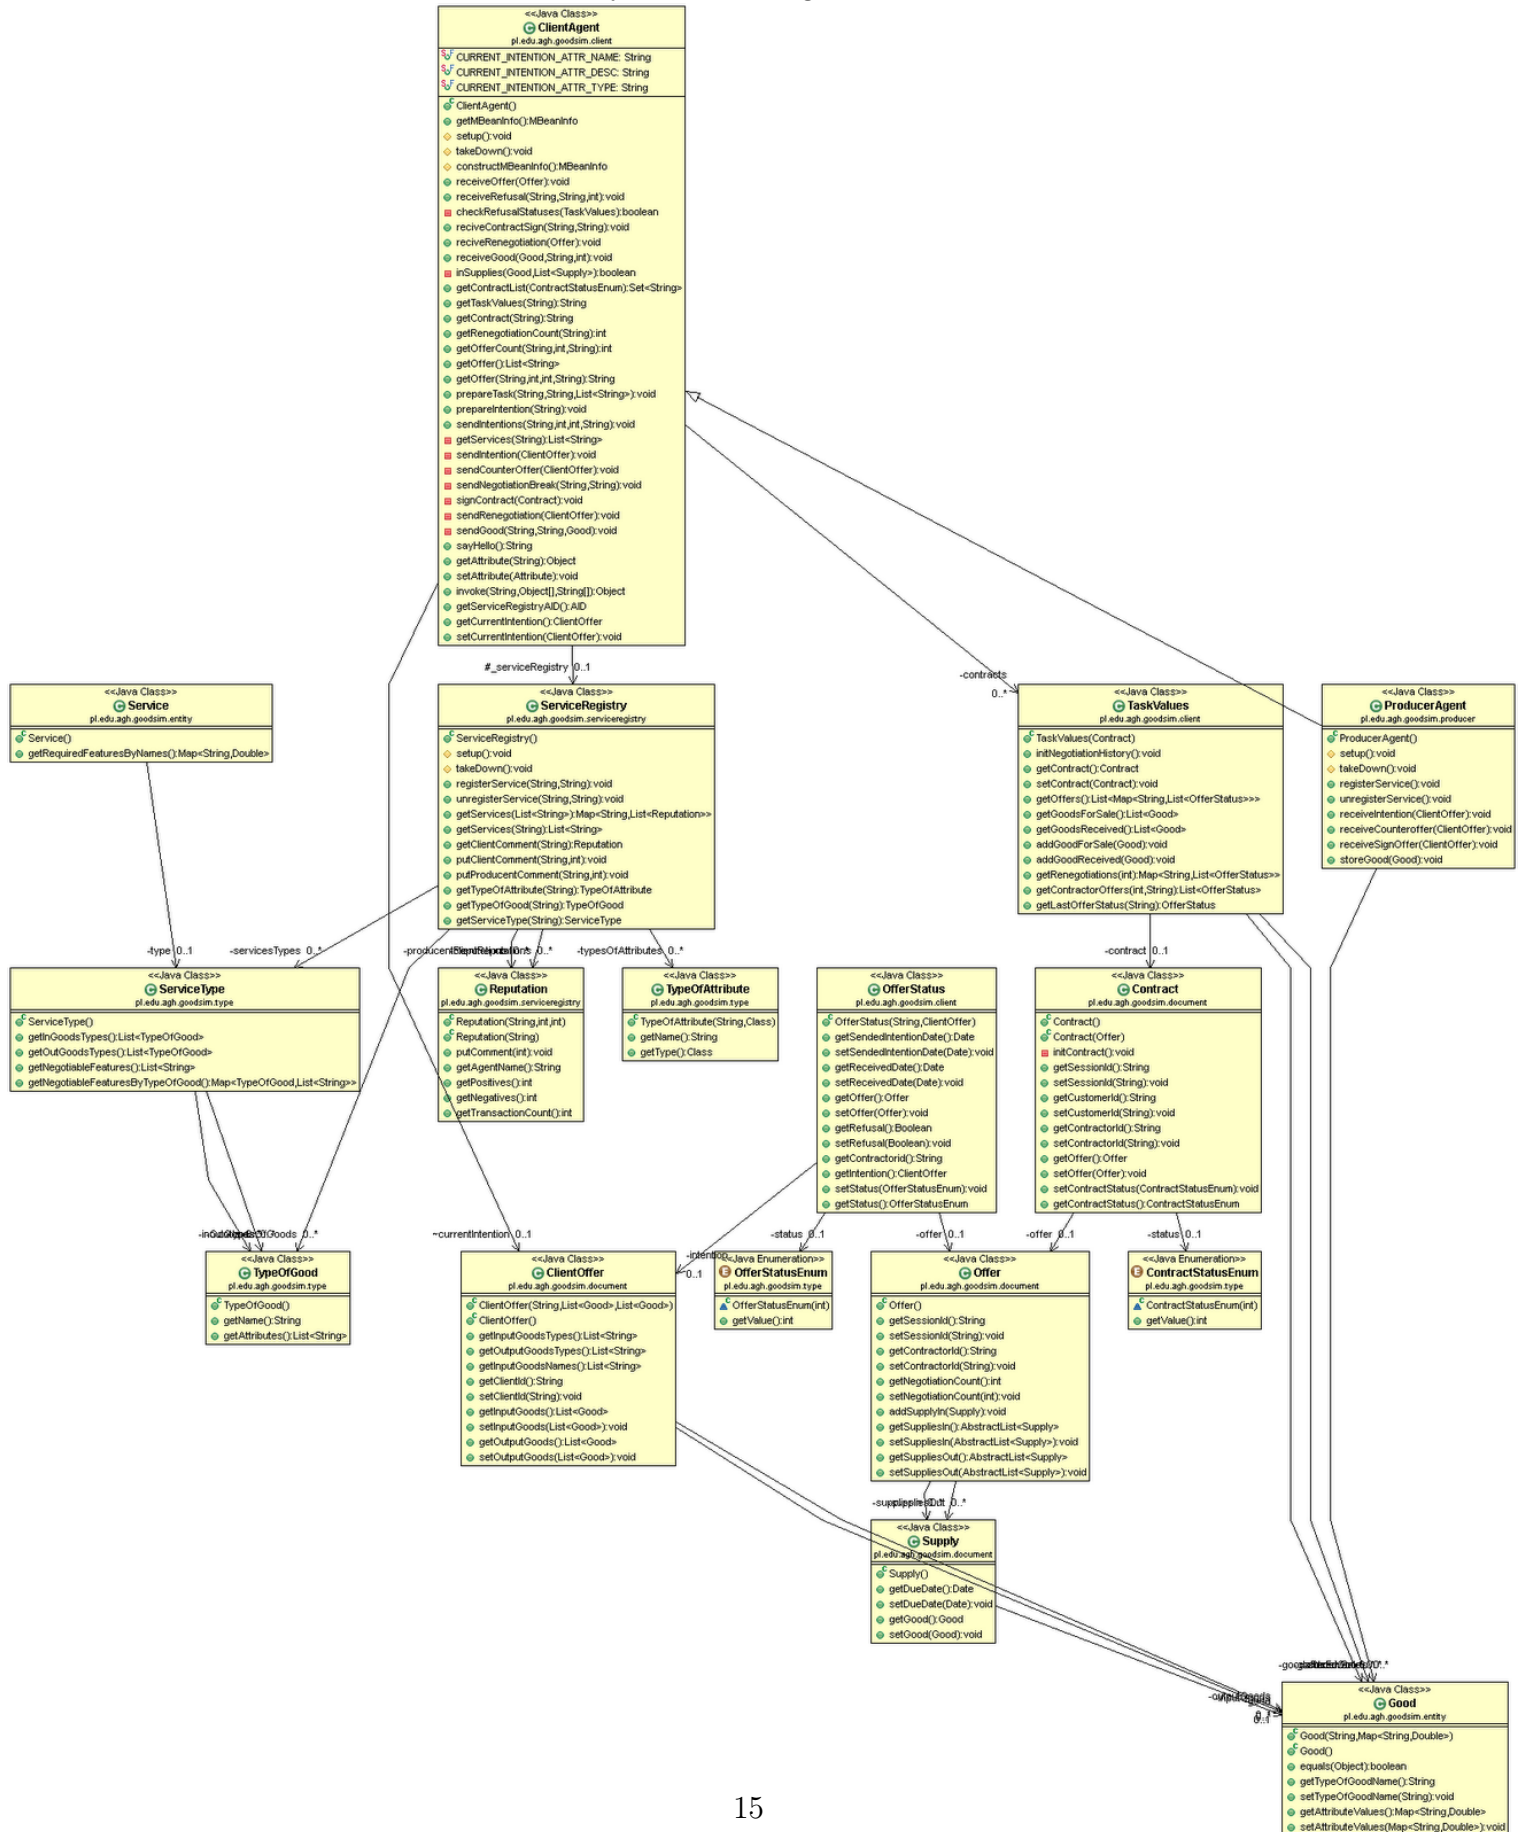 <<Java Class>>
ClientAgent
pl.edu.agh.goodsim.client
CURRENT_INTENTION_ATTR_NAME: String
CURRENT_INTENTION_ATTR_DESC: String
CURRENT_INTENTION_ATTR_TYPE: String
ClientAgent()
getMBeanInfo():MBeanInfo
setup():void
takeDown():void
constructMBeanInfo():MBeanInfo
receiveOffer(Offer):void
receiveRefusal(String,String,int):void
checkRefusalStatuses(TaskValues):boolean
reciveContractSign(String,String):void
reciveRenegotiation(Offer):void
receiveGood(Good,String,int):void
inSupplies(Good,List<Supply>):boolean
getContractList(ContractStatusEnum):Set<String>
getTaskValues(String):String
getContract(String):String
getRenegotiationCount(String):int
getOfferCount(String,int,String):int
getOffer():List<String>
getOffer(String,int,int,String):String
prepareTask(String,String,List<String>):void
prepareIntention(String):void
sendIntentions(String,int,int,String):void
getServices(String):List<String>
sendIntention(ClientOffer):void
sendCounterOffer(ClientOffer):void
sendNegotiationBreak(String,String):void
signContract(Contract):void
sendRenegotiation(ClientOffer):void
sendGood(String,String,Good):void
sayHello():String
getAttribute(String):Object
setAttribute(Attribute):void
invoke(String,Object[],String[]):Object
getServiceRegistryAID():AID
getCurrentIntention():ClientOffer
setCurrentIntention(ClientOffer):void
#_serviceRegistry 0..1
-contracts
0..*
<<Java Class>>
Service
pl.edu.agh.goodsim.entity
Service()
getRequiredFeaturesByNames():Map<String,Double>
<<Java Class>>
ServiceRegistry
pl.edu.agh.goodsim.serviceregistry
ServiceRegistry()
setup():void
takeDown():void
registerService(String,String):void
unregisterService(String,String):void
getServices(List<String>):Map<String,List<Reputation>>
getServices(String):List<String>
getClientComment(String):Reputation
putClientComment(String,int):void
putProducentComment(String,int):void
getTypeOfAttribute(String):TypeOfAttribute
getTypeOfGood(String):TypeOfGood
getServiceType(String):ServiceType
<<Java Class>>
TaskValues
pl.edu.agh.goodsim.client
TaskValues(Contract)
initNegotiationHistory():void
getContract():Contract
setContract(Contract):void
getOffers():List<Map<String,List<OfferStatus>>>
getGoodsForSale():List<Good>
getGoodsReceived():List<Good>
addGoodForSale(Good):void
addGoodReceived(Good):void
getRenegotiations(int):Map<String,List<OfferStatus>>
getContractorOffers(int,String):List<OfferStatus>
getLastOfferStatus(String):OfferStatus
<<Java Class>>
ProducerAgent
pl.edu.agh.goodsim.producer
ProducerAgent()
setup():void
takeDown():void
registerService():void
unregisterService():void
receiveIntention(ClientOffer):void
receiveCounteroffer(ClientOffer):void
receiveSignOffer(ClientOffer):void
storeGood(Good):void
-type 0..1
-servicesTypes 0..*
0..*
-typesOfAttributes 0..*
-contract 0..1
<<Java Class>>
ServiceType
pl.edu.agh.goodsim.type
ServiceType()
getInGoodsTypes():List<TypeOfGood>
getOutGoodsTypes():List<TypeOfGood>
getNegotiableFeatures():List<String>
getNegotiableFeaturesByTypeOfGood():Map<TypeOfGood,List<String>>
<<Java Class>>
Reputation
pl.edu.agh.goodsim.serviceregistry
Reputation(String,int,int)
Reputation(String)
putComment(int):void
getAgentName():String
getPositives():int
getNegatives():int
getTransactionCount():int
<<Java Class>>
TypeOfAttribute
pl.edu.agh.goodsim.type
TypeOfAttribute(String,Class)
getName():String
getType():Class
<<Java Class>>
OfferStatus
pl.edu.agh.goodsim.client
OfferStatus(String,ClientOffer)
getSendedIntentionDate():Date
setSendedIntentionDate(Date):void
getReceivedDate():Date
setReceivedDate(Date):void
getOffer():Offer
setOffer(Offer):void
getRefusal():Boolean
setRefusal(Boolean):void
getContractorid():String
getIntention():ClientOffer
setStatus(OfferStatusEnum):void
getStatus():OfferStatusEnum
<<Java Class>>
Contract
pl.edu.agh.goodsim.document
Contract()
Contract(Offer)
initContract():void
getSessionId():String
setSessionId(String):void
getCustomerId():String
setCustomerId(String):void
getContractorId():String
setContractorId(String):void
getOffer():Offer
setOffer(Offer):void
setContractStatus(ContractStatusEnum):void
getContractStatus():ContractStatusEnum
0..*
~currentIntention 0..1
-intention
0..1
-status 0..1
-offer 0..1
-offer 0..1
-status 0..1
<<Java Class>>
TypeOfGood
pl.edu.agh.goodsim.type
TypeOfGood()
getName():String
getAttributes():List<String>
<<Java Class>>
ClientOffer
pl.edu.agh.goodsim.document
ClientOffer(String,List<Good>,List<Good>)
ClientOffer()
getInputGoodsTypes():List<String>
getOutputGoodsTypes():List<String>
getInputGoodsNames():List<String>
getClientId():String
setClientId(String):void
getInputGoods():List<Good>
setInputGoods(List<Good>):void
getOutputGoods():List<Good>
setOutputGoods(List<Good>):void
<<Java Enumeration>>
OfferStatusEnum
pl.edu.agh.goodsim.type
OfferStatusEnum(int)
getValue():int
<<Java Class>>
Offer
pl.edu.agh.goodsim.document
Offer()
getSessionId():String
setSessionId(String):void
getContractorId():String
setContractorId(String):void
getNegotiationCount():int
setNegotiationCount(int):void
addSupplyIn(Supply):void
getSuppliesIn():AbstractList<Supply>
setSuppliesIn(AbstractList<Supply>):void
getSuppliesOut():AbstractList<Supply>
setSuppliesOut(AbstractList<Supply>):void
<<Java Enumeration>>
ContractStatusEnum
pl.edu.agh.goodsim.type
ContractStatusEnum(int)
getValue():int
0..*
<<Java Class>>
Supply
pl.edu.agh.goodsim.document
Supply()
getDueDate():Date
setDueDate(Date):void
getGood():Good
setGood(Good):void
<<Java Class>>
Good
pl.edu.agh.goodsim.entity
Good(String,Map<String,Double>)
Good()
equals(Object):boolean
getTypeOfGoodName():String
setTypeOfGoodName(String):void
getAttributeValues():Map<String,Double>
setAttributeValues(Map<String,Double>):void
15